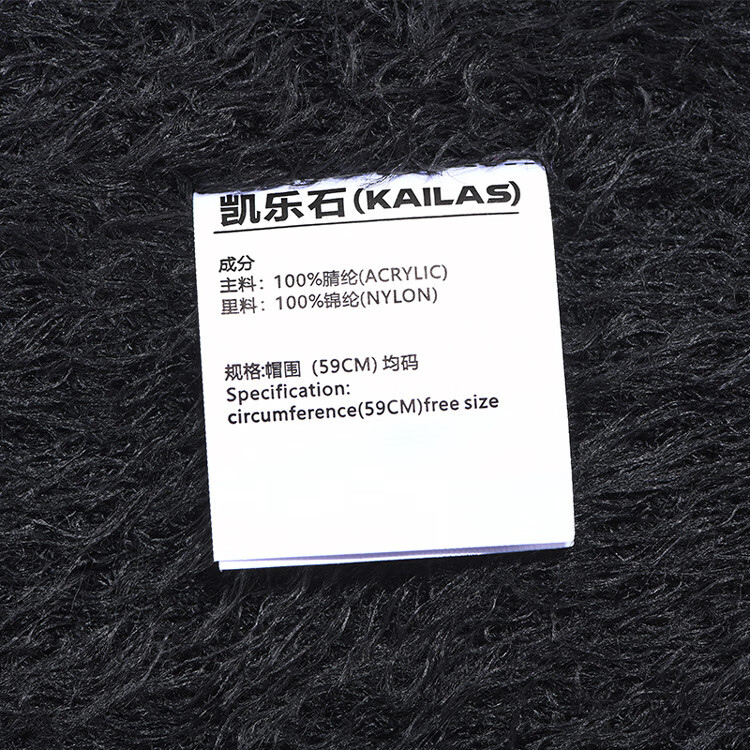 凯乐石(KAILAS)
成分
主料：100%腈纶(ACRYLIC)
里料：100%锦纶(NYLON)
规格:帽围（59CM) 均码
Specification:
circumference(59CM)free size